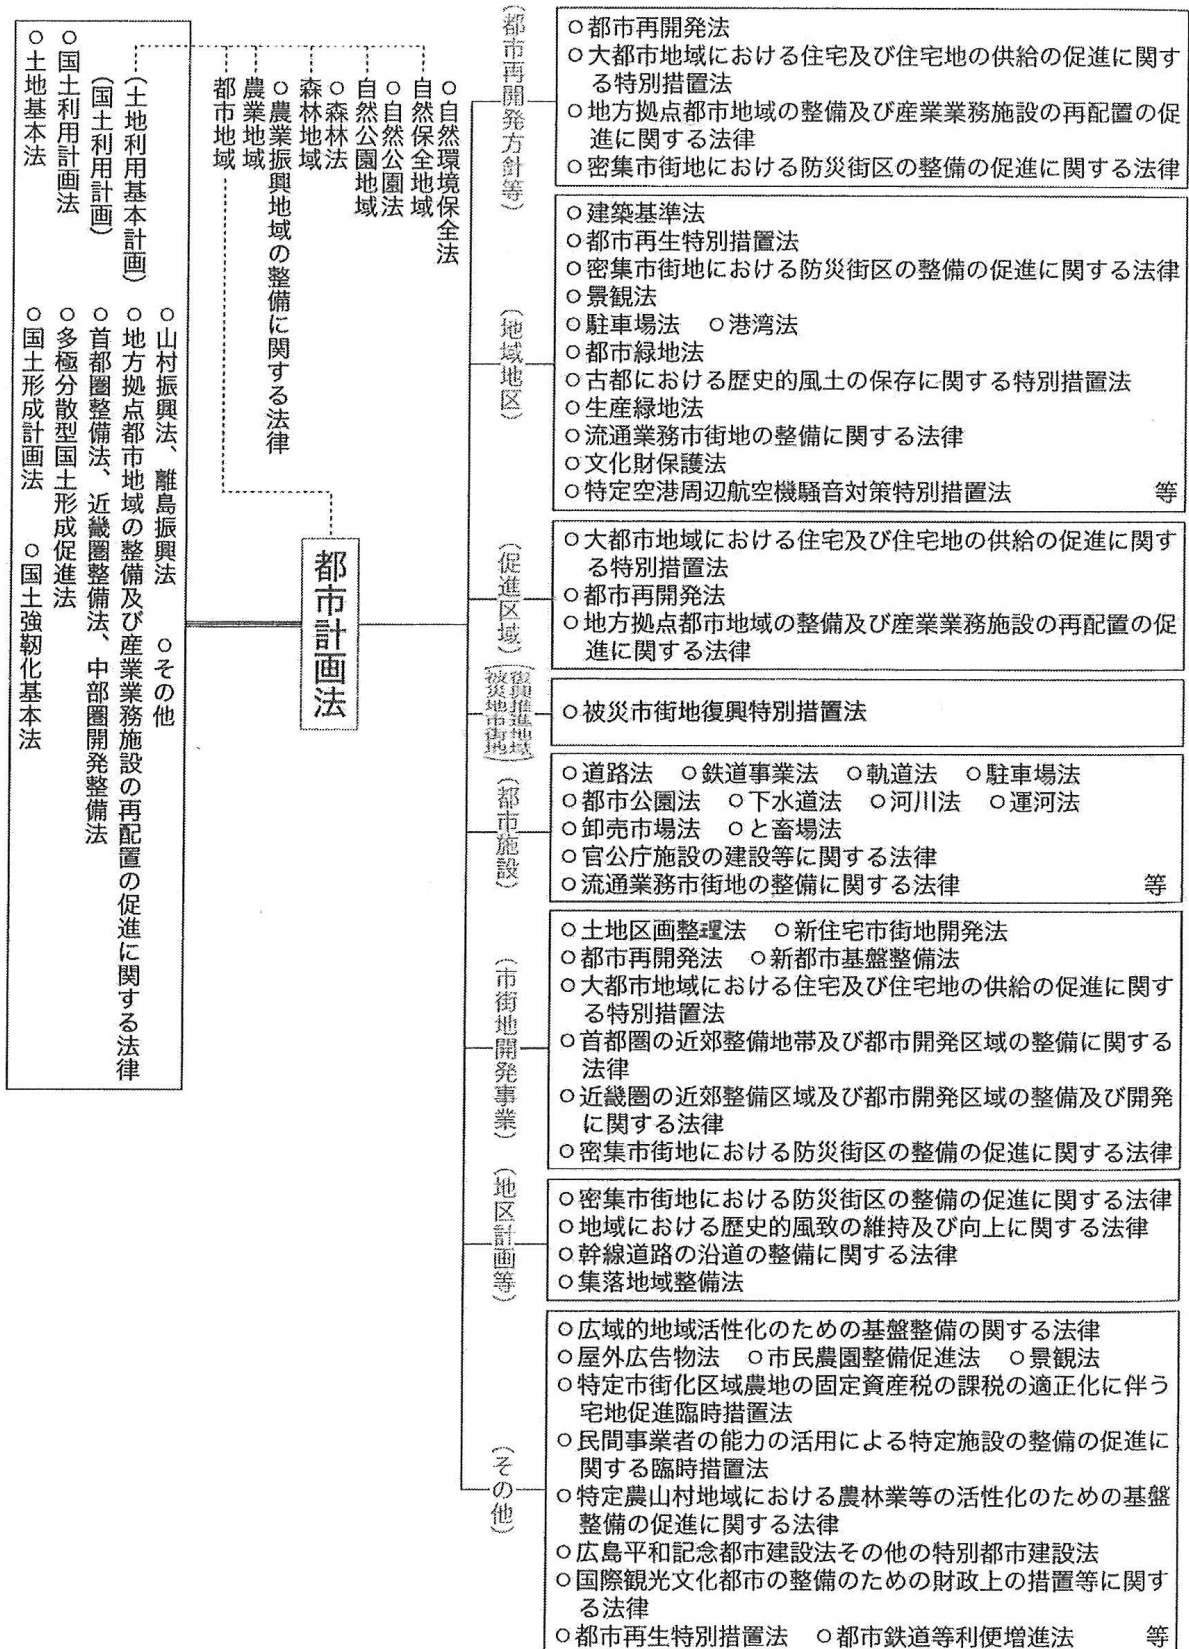 ○土地基本法
○国土利用計画法
(国土利用計画)
(土地利用基本計画)
○国土形成計画法 ○国土強靱化基本法
○多極分散型国土形成促進法
○首都圏整備法、近畿圏整備法、中部圏開発整備法
○地方拠点都市地域の整備及び産業業務施設の再配置の促進に関する法律
○山村振興法、離島振興法 ○その他
都市地域
農業地域
○農業振興地域の整備に関する法律
森林地域
○森林法
自然公園地域
○自然公園法
自然保全地域
○自然環境保全法
都市計画法
(都市再開発方針等)
○都市再開発法
○大都市地域における住宅及び住宅地の供給の促進に関す
る特別措置法
○地方拠点都市地域の整備及び産業業務施設の再配置の促
進に関する法律
○密集市街地における防災街区の整備の促進に関する法律
(地域地区)
○建築基準法
○都市再生特別措置法
○密集市街地における防災街区の整備の促進に関する法律
○景観法
○駐車場法 ○港湾法
○都市緑地法
○古都における歴史的風土の保存に関する特別措置法
○生産緑地法
○流通業務市街地の整備に関する法律
○文化財保護法
○特定空港周辺航空機騒音対策特別措置法 等
(促進区域)
○大都市地域における住宅及び住宅地の供給の促進に関す
る特別措置法
○都市再開発法
○地方拠点都市地域の整備及び産業業務施設の再配置の促
進に関する法律
(被災地市街地
復興推進地域)
○被災市街地復興特別措置法
(都市施設)
○道路法 ○鉄道事業法 ○軌道法 ○駐車場法
○都市公園法 ○下水道法 ○河川法 ○運河法
○卸売市場法 ○と畜場法
○官公庁施設の建設等に関する法律
○流通業務市街地の整備に関する法律 等
(市街地開発事業)
○土地区画整理法 ○新住宅市街地開発法
○都市再開発法 ○新都市基盤整備法
○大都市地域における住宅及び住宅地の供給の促進に関す
る特別措置法
○首都圏の近郊整備地帯及び都市開発区域の整備に関する
法律
○近畿圏の近郊整備区域及び都市開発区域の整備及び開発
に関する法律
○密集市街地における防災街区の整備の促進に関する法律
(地区計画等)
○密集市街地における防災街区の整備の促進に関する法律
○地域における歴史的風致の維持及び向上に関する法律
○幹線道路の沿道の整備に関する法律
○集落地域整備法
(その他)
○広域的地域活性化のための基盤整備の関する法律
○屋外広告物法 ○市民農園整備促進法 ○景観法
○特定市街化区域農地の固定資産税の課税の適正化に伴う
宅地促進臨時措置法
○民間事業者の能力の活用による特定施設の整備の促進に
関する臨時措置法
○特定農山村地域における農林業等の活性化のための基盤
整備の促進に関する法律
○広島平和記念都市建設法その他の特別都市建設法
○国際観光文化都市の整備のための財政上の措置等に関す
る法律
○都市再生特別措置法 ○都市鉄道等利便増進法 等